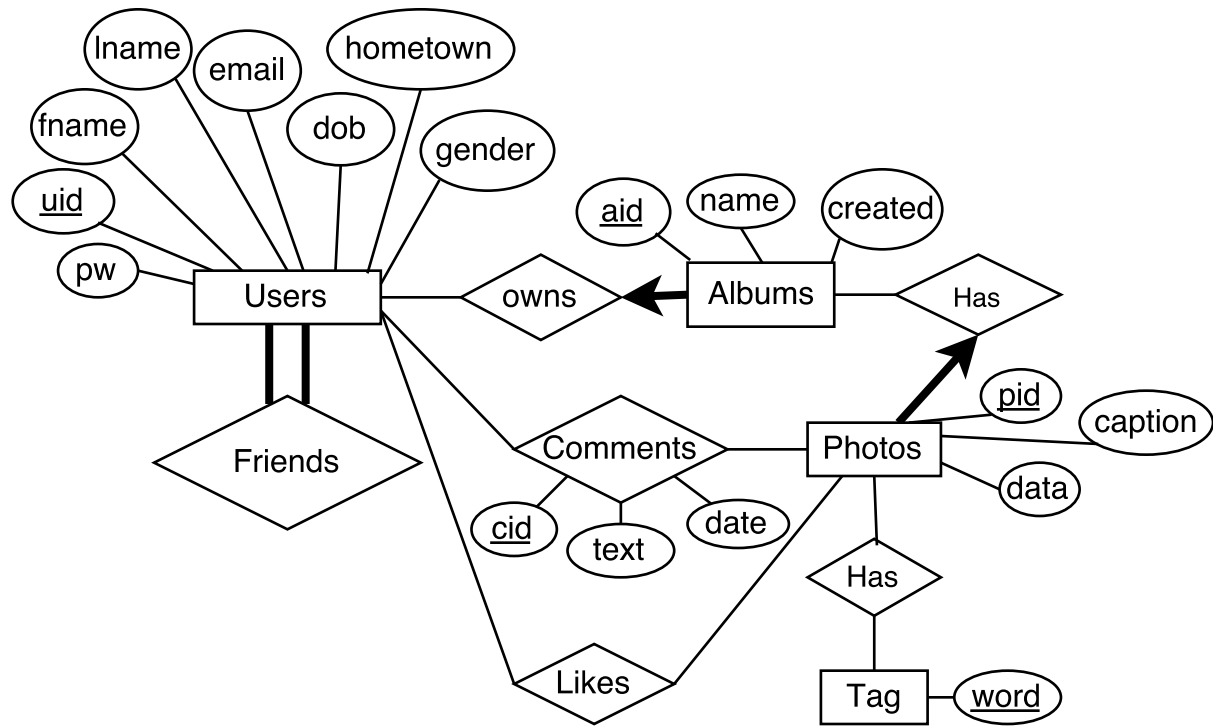 lname
hometown
email
fname
dob
gender
uid
aid
name
created
pw
Users
owns
Albums
Has
pid
caption
Friends
Comments
Photos
data
cid
text
date
Has
Likes
Tag
word